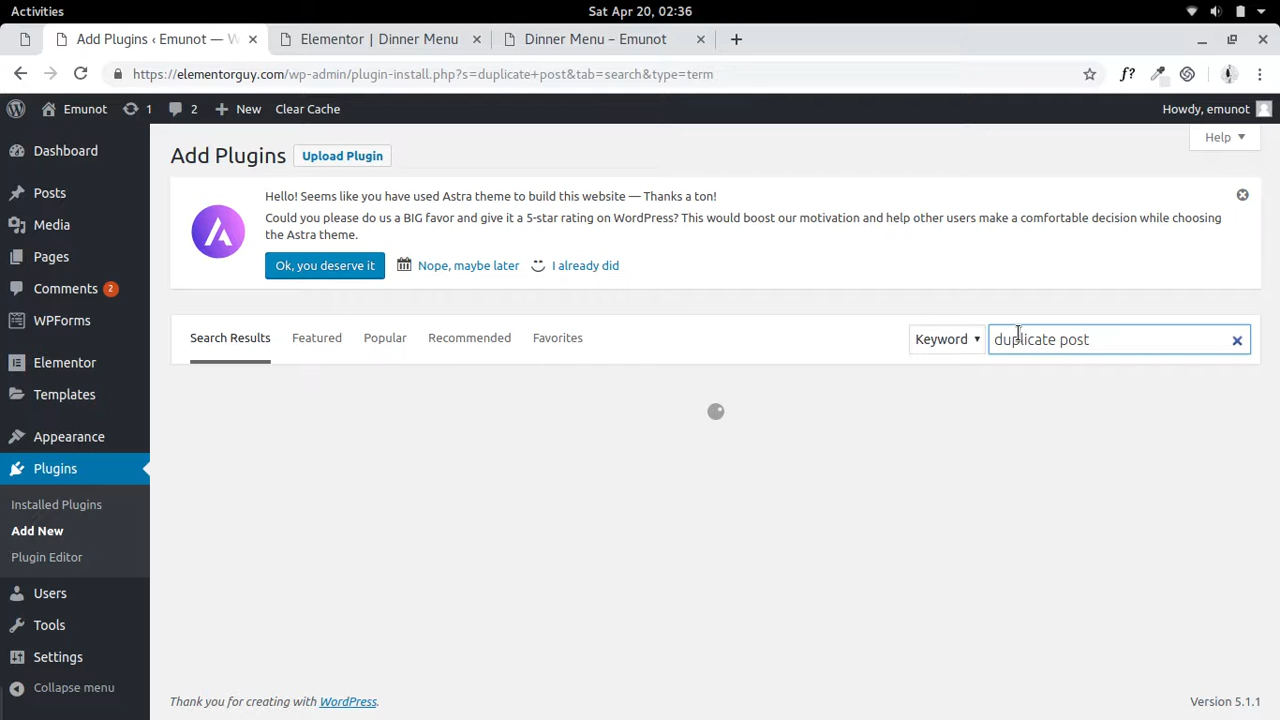 Activities
Sat Apr 20, 02:36
Add Plugins ‹ Emunot — W
Elementor | Dinner Menu
Dinner Menu – Emunot
https://elementorguy.com/wp-admin/plugin-install.php?s=duplicate+post&tab=search&type=term
f?
Emunot
1
2
New
Clear Cache
Howdy, emunot
Dashboard
Posts
Media
Pages
Comments 2
WPForms
Elementor
Templates
Appearance
Plugins
Installed Plugins
Add New
Plugin Editor
Users
Tools
Settings
Collapse menu
Help
Add Plugins
Upload Plugin
Hello! Seems like you have used Astra theme to build this website — Thanks a ton!
Could you please do us a BIG favor and give it a 5-star rating on WordPress? This would boost our motivation and help other users make a comfortable decision while choosing
the Astra theme.
Ok, you deserve it
Nope, maybe later
I already did
Search Results
Featured
Popular
Recommended
Favorites
Keyword
duplicate post
Thank you for creating with WordPress.
Version 5.1.1